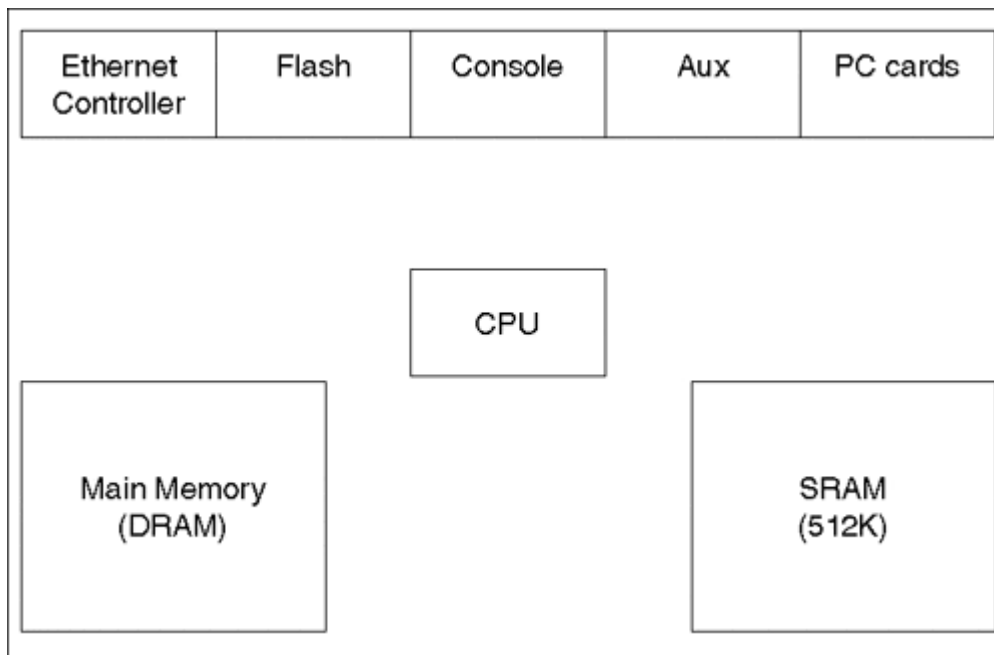 Ethernet
Controller
Flash
Console
Aux
PC cards
CPU
Main Memory
(DRAM)
SRAM
(512K)